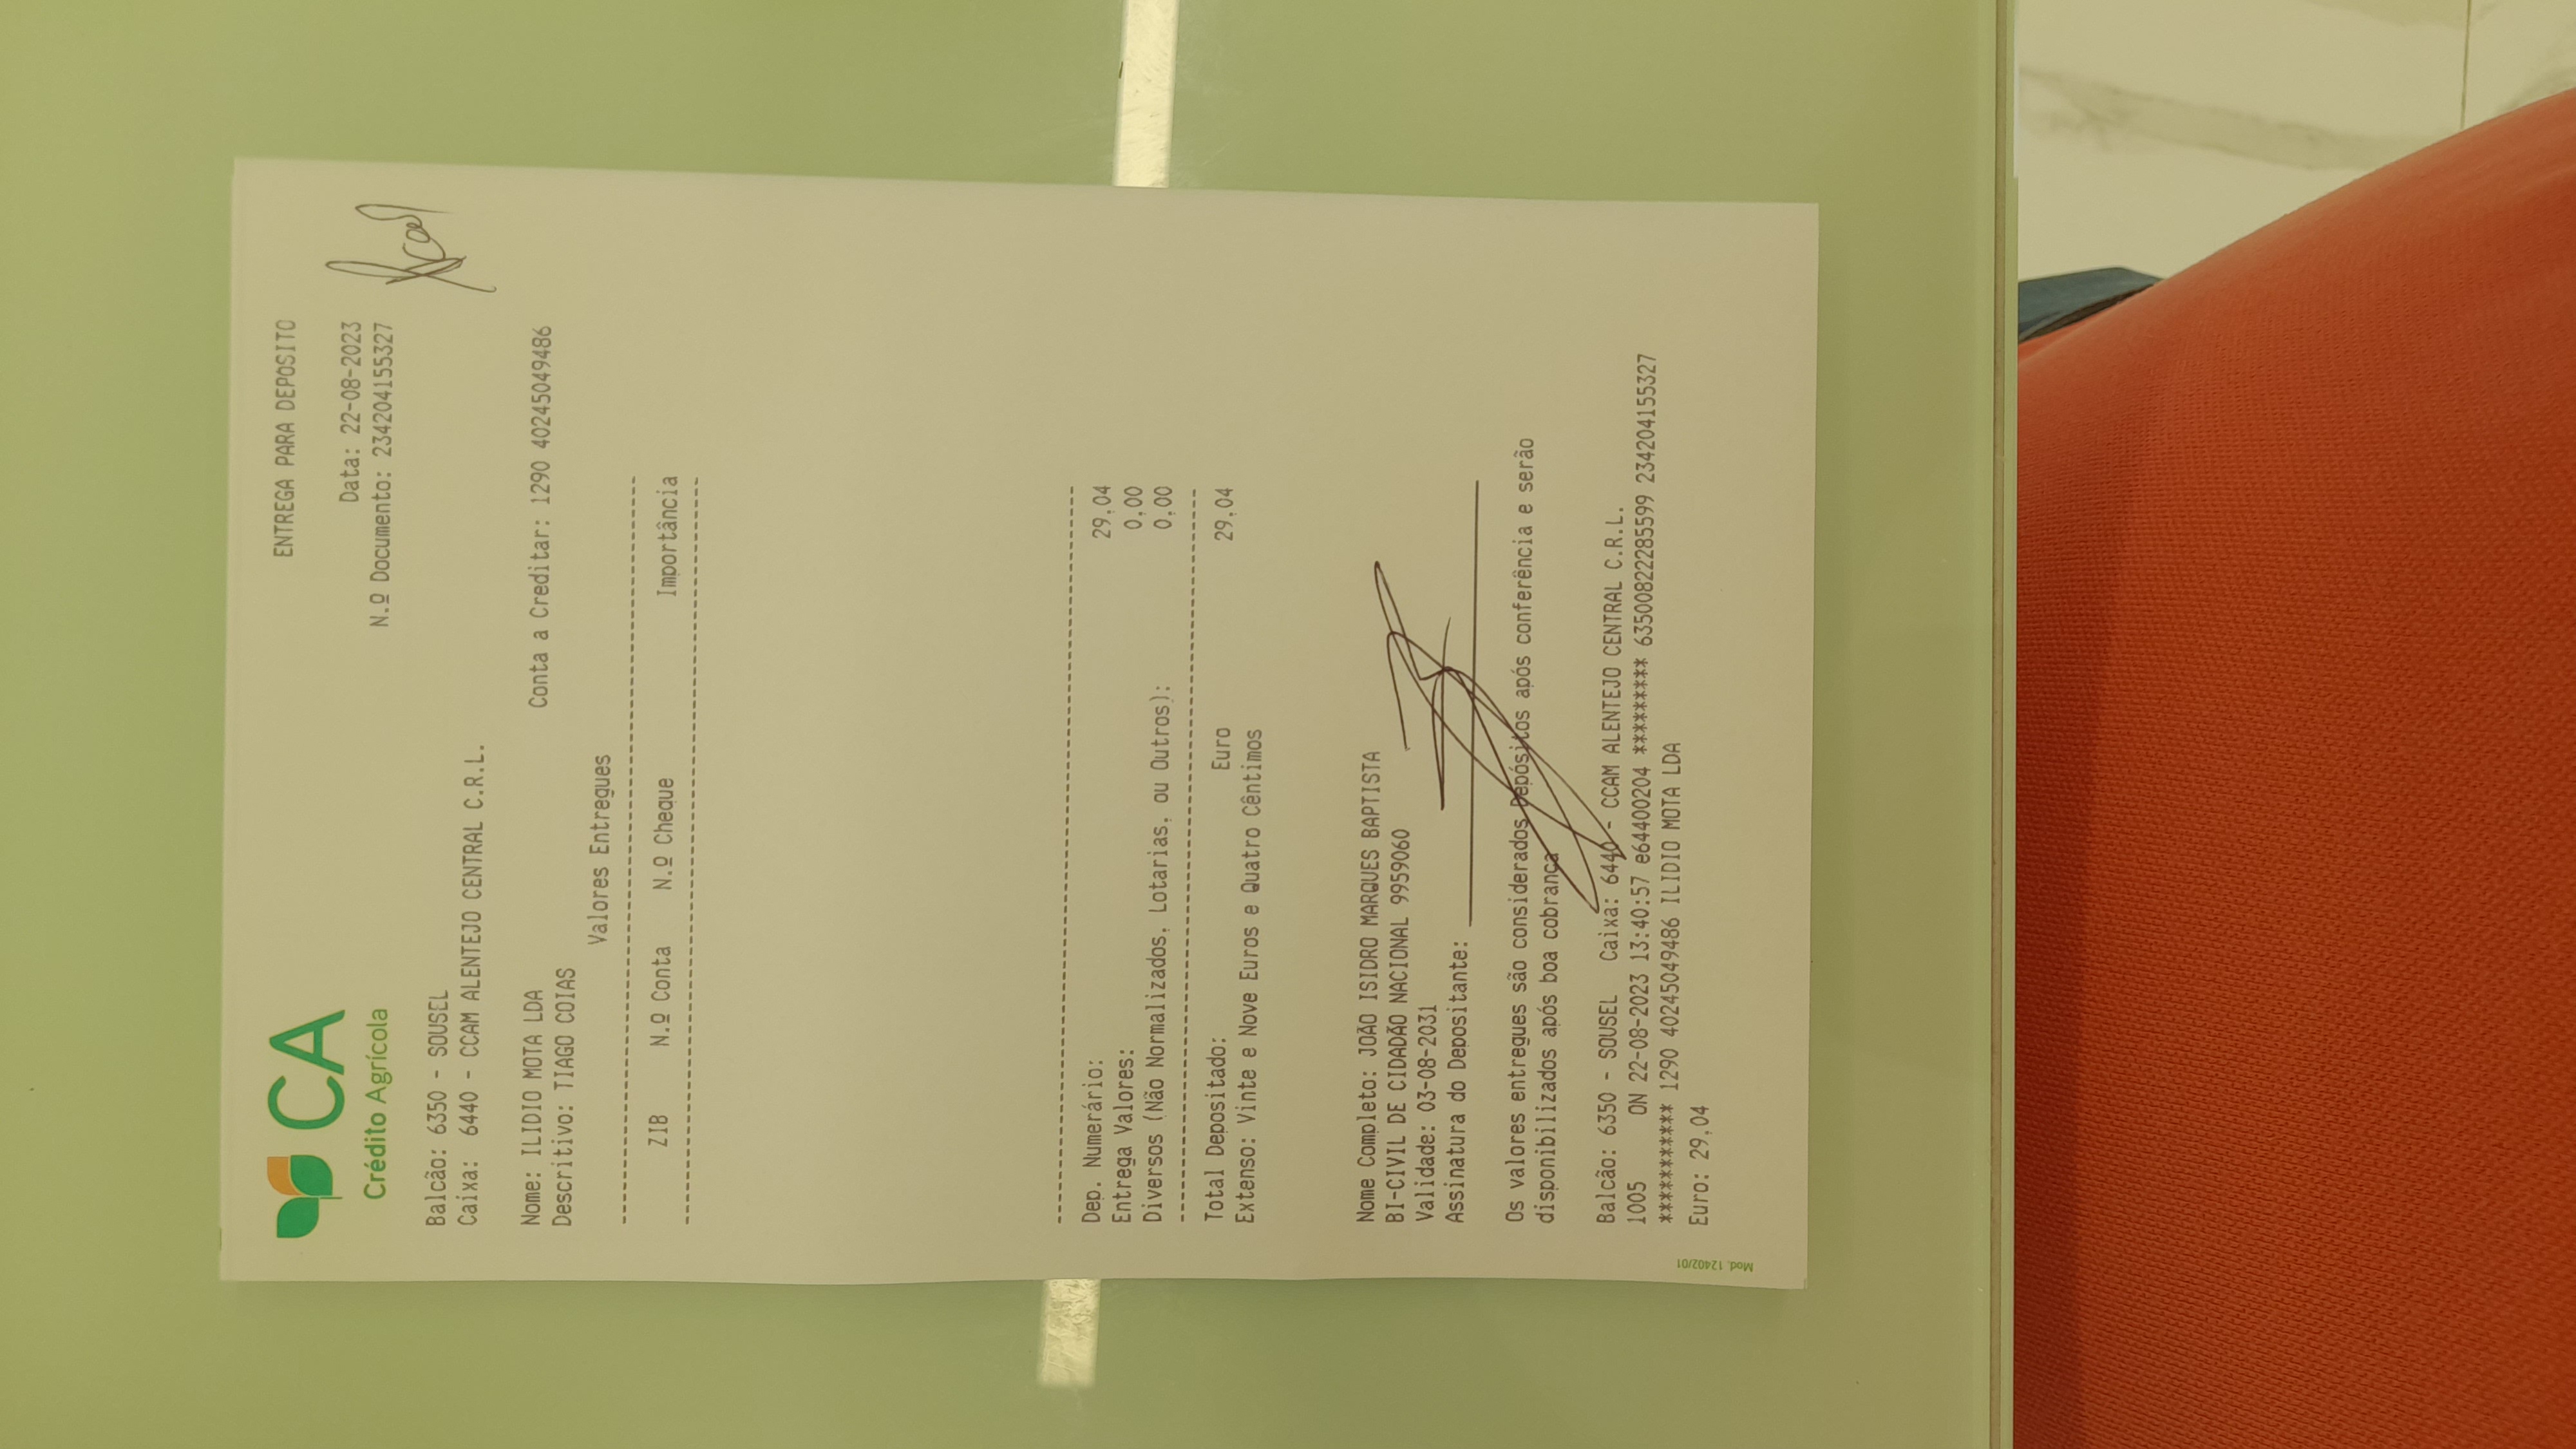 CA
Crédito Agrícola
ENTREGA PARA DEPOSITO
Data: 22-08-2023
N.º Documento: 234204155327
Balcão: 6350 - SOUSEL
Caixa: 6440 - CCAM ALENTEJO CENTRAL C.R.L.
Nome: ILIDIO MOTA LDA Conta a Creditar: 1290 40245049486
Descritivo: TIAGO COIAS
Valores Entregues
ZIB N.º Conta N.º Cheque Importância
Dep. Numerário: 29,04
Entrega Valores: 0,00
Diversos (Não Normalizados, Lotarias, ou Outros): 0,00
Total Depositado: Euro 29,04
Extenso: Vinte e Nove Euros e Quatro Cêntimos
Nome Completo: JOÃO ISIDRO MARQUES BAPTISTA
BI-CIVIL DE CIDADÃO NACIONAL 9959060
Validade: 03-08-2031
Assinatura do Depositante:
Os valores entregues são considerados Depósitos após conferência e serão
disponibilizados após boa cobrança
Balcão: 6350 - SOUSEL Caixa: 6440 - CCAM ALENTEJO CENTRAL C.R.L.
1005 ON 22-08-2023 13:40:57 e64400204 ********* 635008222285599 234204155327
*********** 1290 40245049486 ILIDIO MOTA LDA
Euro: 29,04
Mod. 12402/01